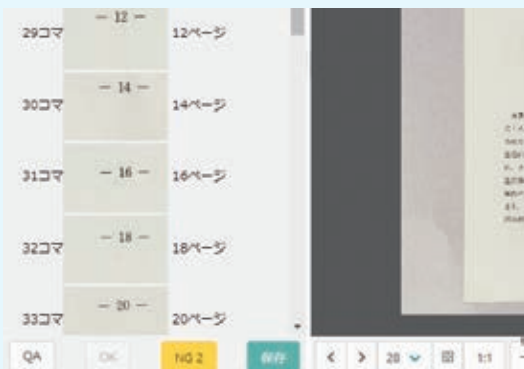 29コマ — 12 — 12ページ
30コマ — 14 — 14ページ
31コマ — 16 — 16ページ
32コマ — 18 — 18ページ
33コマ — 20 — 20ページ
QA OK NG 2 保存 < > 28 1:1